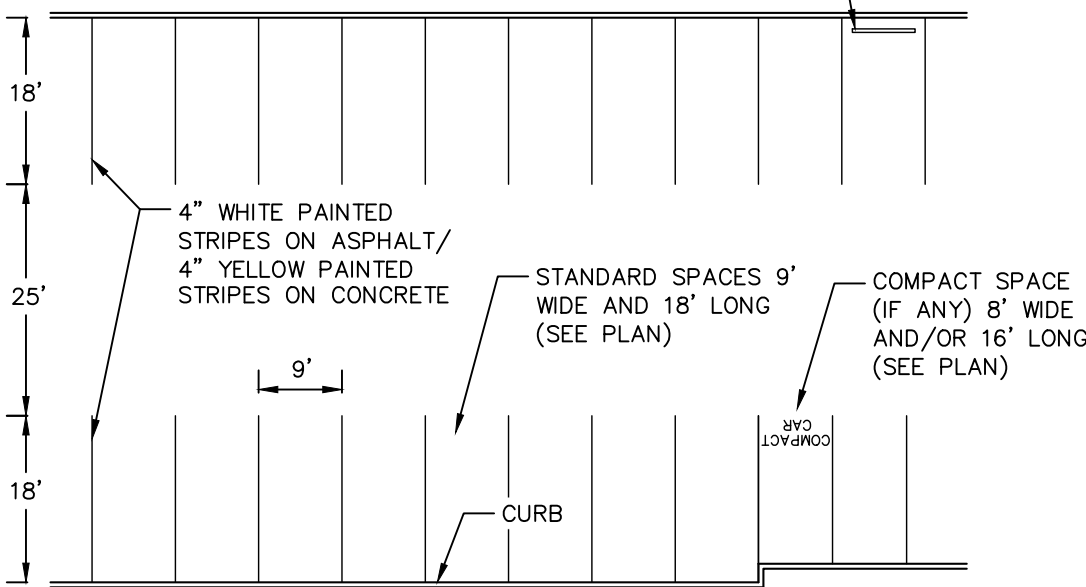 18'
4" WHITE PAINTED
STRIPES ON ASPHALT/
4" YELLOW PAINTED
STRIPES ON CONCRETE
25'
STANDARD SPACES 9'
WIDE AND 18' LONG
(SEE PLAN)
COMPACT SPACE
(IF ANY) 8' WIDE
AND/OR 16' LONG
(SEE PLAN)
9'
COMPACT
CAR
18'
CURB